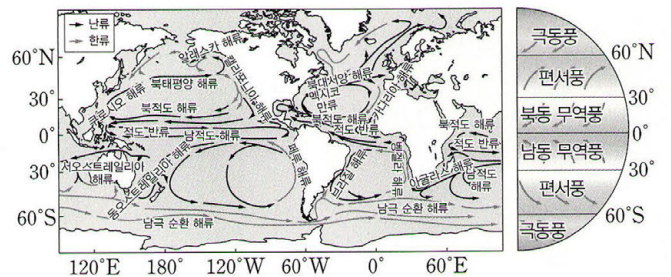 난류
한류
60°N
30°
0°
30°
60°S
알래스카 해류
캘리포니아 해류
북태평양 해류
쿠로시오 해류
북적도 해류
적도 반류
남적도 해류
서오스트레일리아
해류
동오스트레일리아 해류
페루 해류
북대서양 해류
멕시코
만류
카나리아 해류
북적도 해류
적도 반류
브라질 해류
벵겔라 해류
아굴라스 해류
북적도 해류
적도 반류
남적도
해류
남극 순환 해류
남극 순환 해류
120°E
180°
120°W
60°W
0°
60°E
극동풍
편서풍
북동 무역풍
남동 무역풍
편서풍
극동풍
60°N
30°
0°
30°
60°S